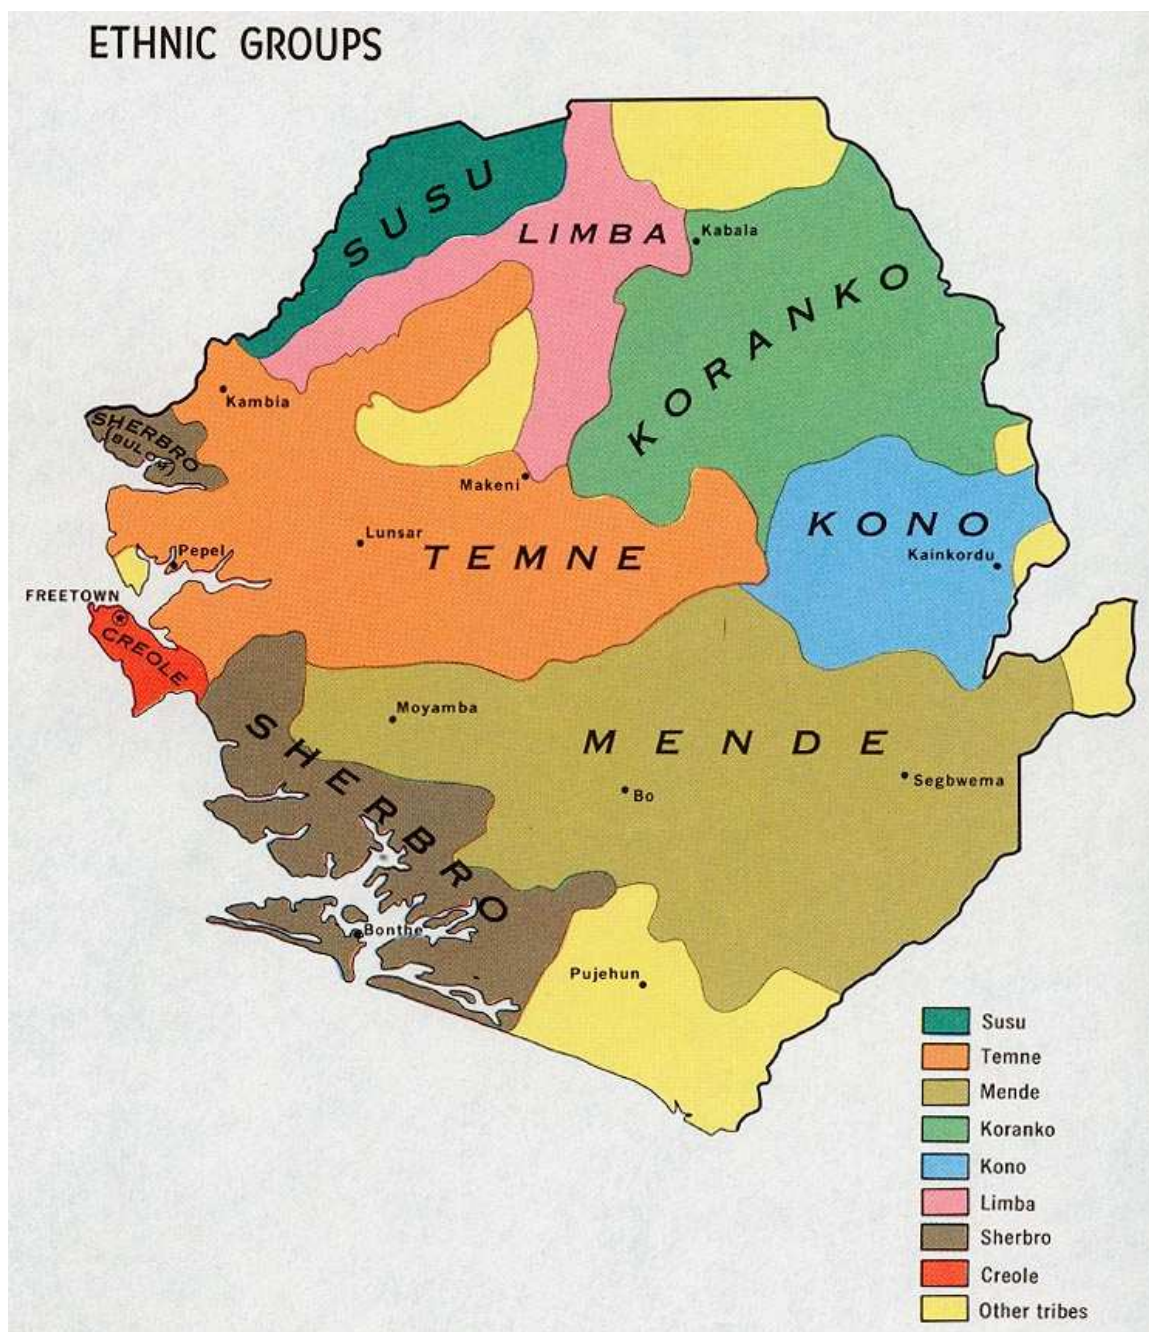 ETHNIC GROUPS
SUSU
LIMBA
Kabala
KORANKO
Kambia
SHERBRO
(BULOM)
Makeni
KONO
Lunsar
TEMNE
Pepel
Kainkordu
FREETOWN
CREOLE
Moyamba
SHERBRO
MENDE
Segbwema
Bo
Bonthe
Pujehun
Susu
Temne
Mende
Koranko
Kono
Limba
Sherbro
Creole
Other tribes